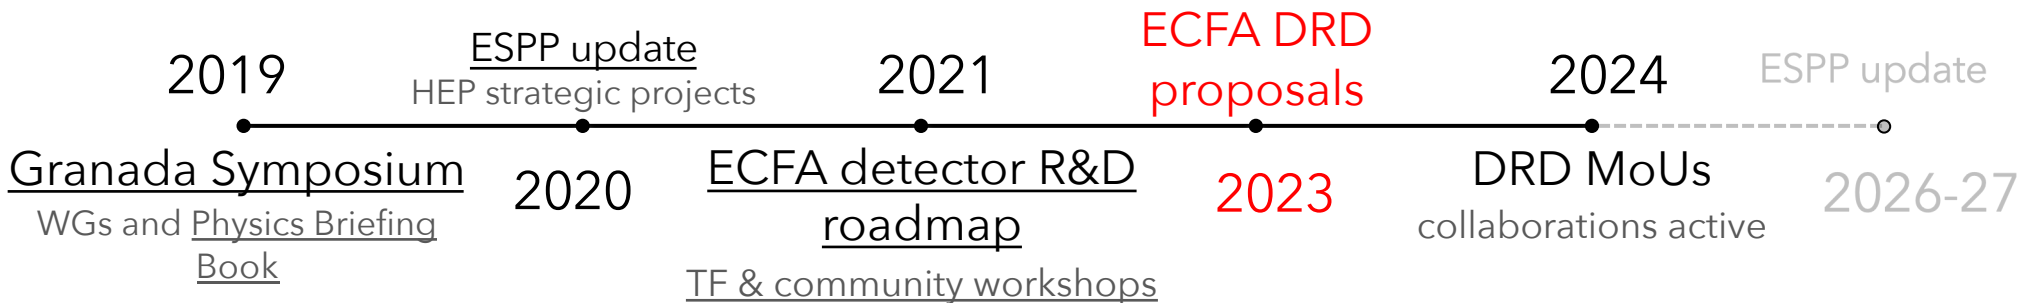 2019
Granada Symposium
WGs and Physics Briefing
Book
ESPP update
HEP strategic projects
2020
2021
ECFA detector R&D
roadmap
TF & community workshops
ECFA DRD
proposals
2023
2024
DRD MoUs
collaborations active
ESPP update
2026-27